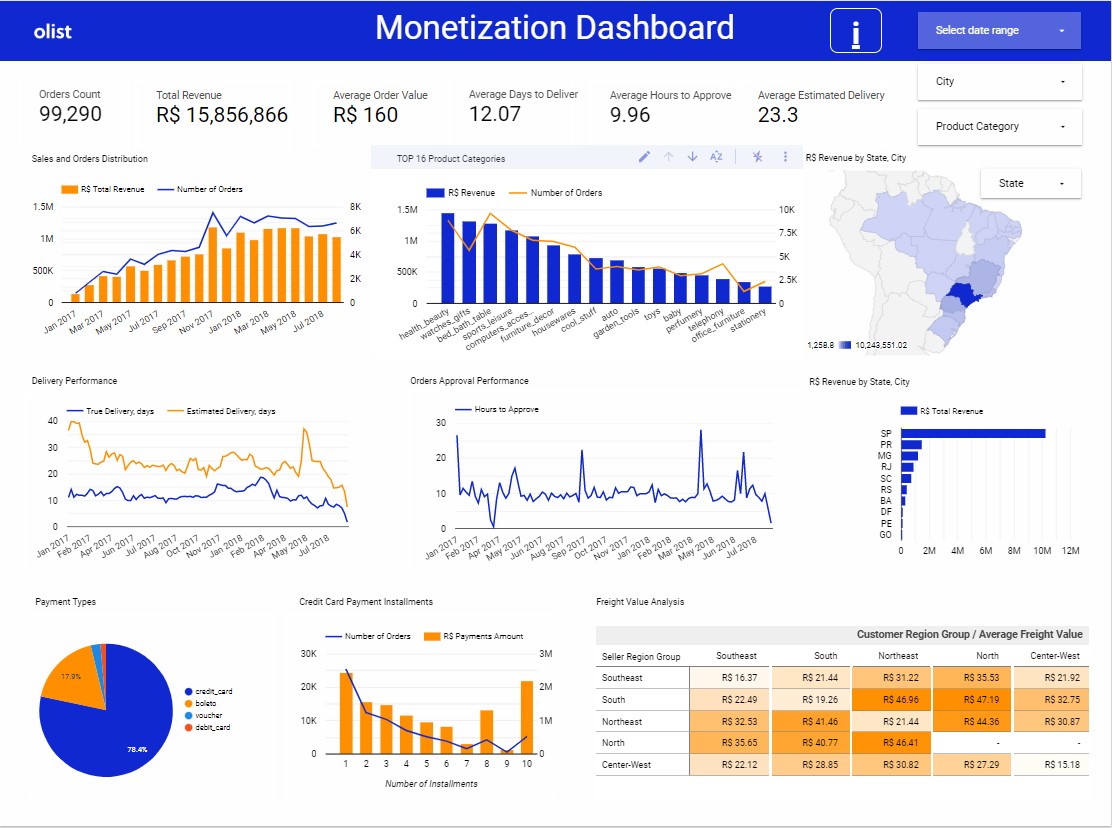 olist
Monetization Dashboard
i
Select date range
City
Product Category
Orders Count
99,290
Total Revenue
R$ 15,856,866
Average Order Value
R$ 160
Average Days to Deliver
12.07
Average Hours to Approve
9.96
Average Estimated Delivery
23.3
Sales and Orders Distribution
R$ Total Revenue
Number of Orders
1.5M
1M
500K
0
8K
6K
4K
2K
0
Jan 2017
Mar 2017
May 2017
Jul 2017
Sep 2017
Nov 2017
Jan 2018
Mar 2018
May 2018
Jul 2018
TOP 16 Product Categories
R$ Revenue
Number of Orders
1.5M
1M
500K
0
10K
7.5K
5K
2.5K
0
health_beauty
watches_gifts
bed_bath_table
sports_leisure
computers_acces...
furniture_decor
housewares
cool_stuff
auto
garden_tools
toys
baby
perfumery
telephony
office_furniture
stationery
R$ Revenue by State, City
State
1,258.8
10,243,551.02
Delivery Performance
True Delivery, days
Estimated Delivery, days
40
30
20
10
0
Jan 2017
Feb 2017
Apr 2017
Jun 2017
Jul 2017
Aug 2017
Oct 2017
Nov 2017
Jan 2018
Feb 2018
Apr 2018
May 2018
Jul 2018
Orders Approval Performance
Hours to Approve
30
20
10
0
Jan 2017
Feb 2017
Apr 2017
May 2017
Jun 2017
Aug 2017
Sep 2017
Oct 2017
Nov 2017
Jan 2018
Feb 2018
Mar 2018
May 2018
Jun 2018
Jul 2018
R$ Revenue by State, City
R$ Total Revenue
SP
PR
MG
RJ
SC
RS
BA
DF
PE
GO
0 2M 4M 6M 8M 10M 12M
Payment Types
17.9%
78.4%
credit_card
boleto
voucher
debit_card
Credit Card Payment Installments
Number of Orders
R$ Payments Amount
30K
20K
10K
0
3M
2M
1M
0
1 2 3 4 5 6 7 8 9 10
Number of Installments
Freight Value Analysis
Customer Region Group / Average Freight Value
Seller Region Group Southeast South Northeast North Center-West
Southeast R$ 16.37 R$ 21.44 R$ 31.22 R$ 35.53 R$ 21.92
South R$ 22.49 R$ 19.26 R$ 46.96 R$ 47.19 R$ 32.75
Northeast R$ 32.53 R$ 41.46 R$ 21.44 R$ 44.36 R$ 30.87
North R$ 35.65 R$ 40.77 R$ 46.41 - -
Center-West R$ 22.12 R$ 28.85 R$ 30.82 R$ 27.29 R$ 15.18